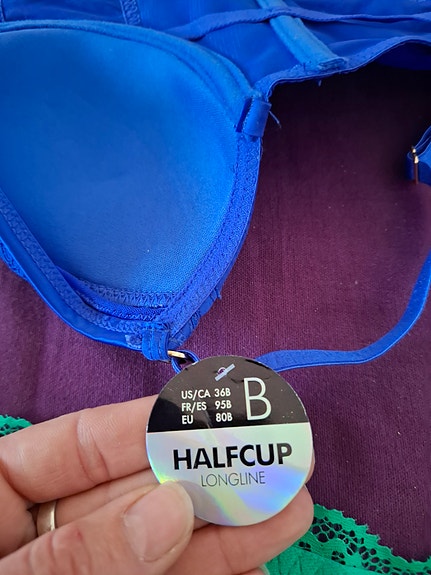 US/CA 36B
FR/ES 95B
EU 80B
B
HALFCUP
LONGLINE